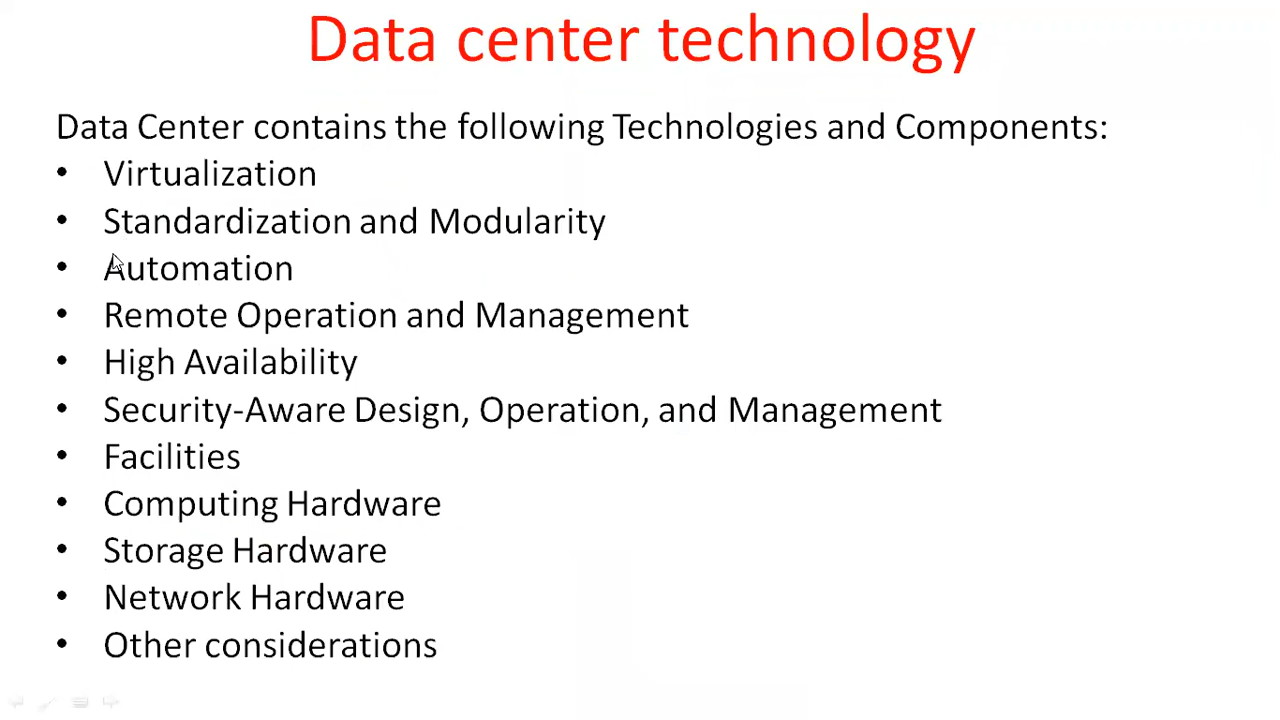 Data center technology
Data Center contains the following Technologies and Components:
• Virtualization
• Standardization and Modularity
• Automation
• Remote Operation and Management
• High Availability
• Security-Aware Design, Operation, and Management
• Facilities
• Computing Hardware
• Storage Hardware
• Network Hardware
• Other considerations